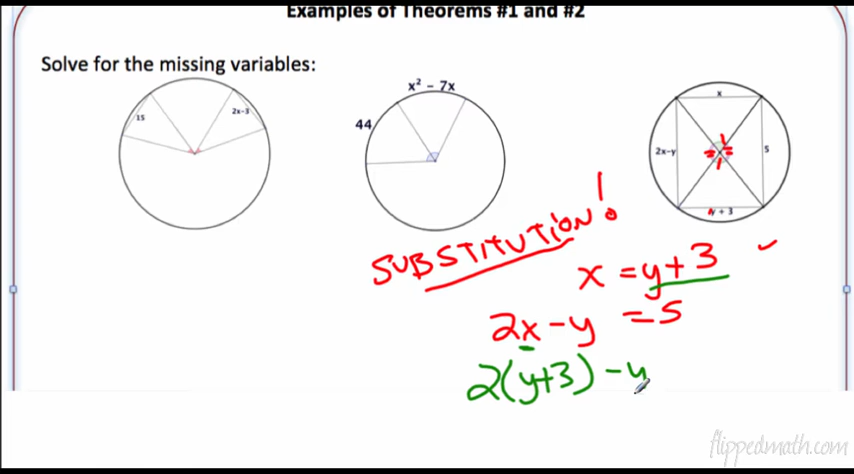 Examples of Theorems #1 and #2
Solve for the missing variables:
15
2x-3
x² - 7x
44
x
2x-y
5
y + 3
SUBSTITUTION!
x = y + 3
2x - y = 5
2(y+3) - y
flippedmath.com